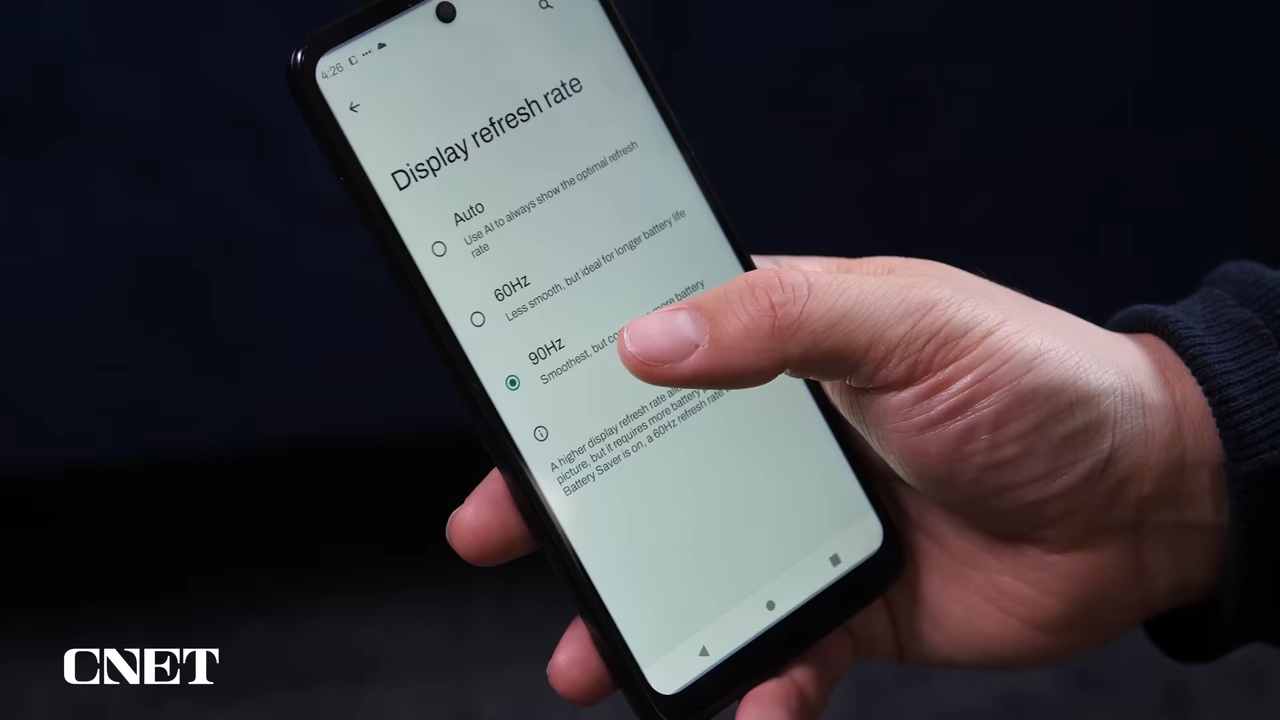 4:26
Display refresh rate
Auto
Use AI to always show the optimal refresh
rate
60Hz
Less smooth, but ideal for longer battery life
90Hz
Smoothest, but more battery
A higher display refresh rate
picture, but it requires more battery
Battery Saver is on, a 60Hz refresh rate
CNET